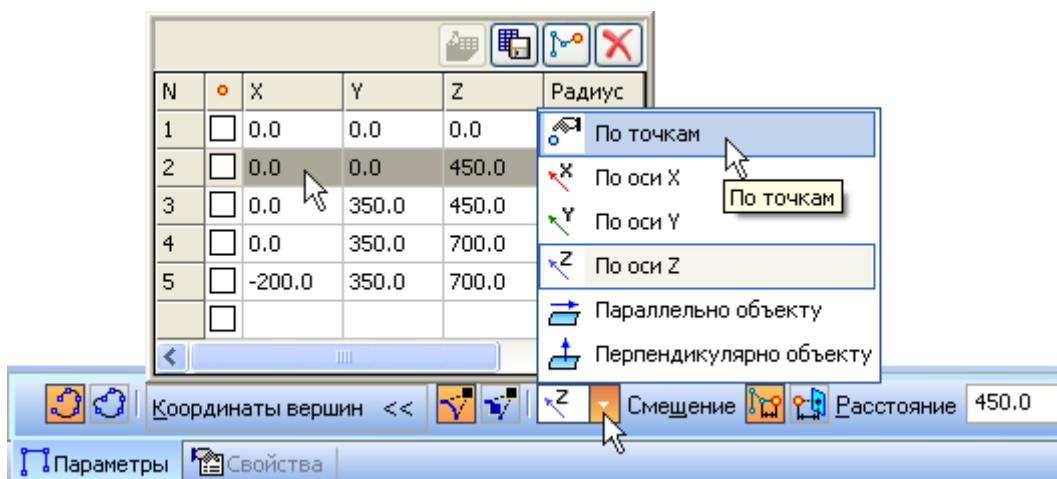 N X Y Z Радиус
1 0.0 0.0 0.0
2 0.0 0.0 450.0
3 0.0 350.0 450.0
4 0.0 350.0 700.0
5 -200.0 350.0 700.0
По точкам
По оси X
По точкам
По оси Y
По оси Z
Параллельно объекту
Перпендикулярно объекту
Координаты вершин << Z Смещение Расстояние 450.0
Параметры Свойства